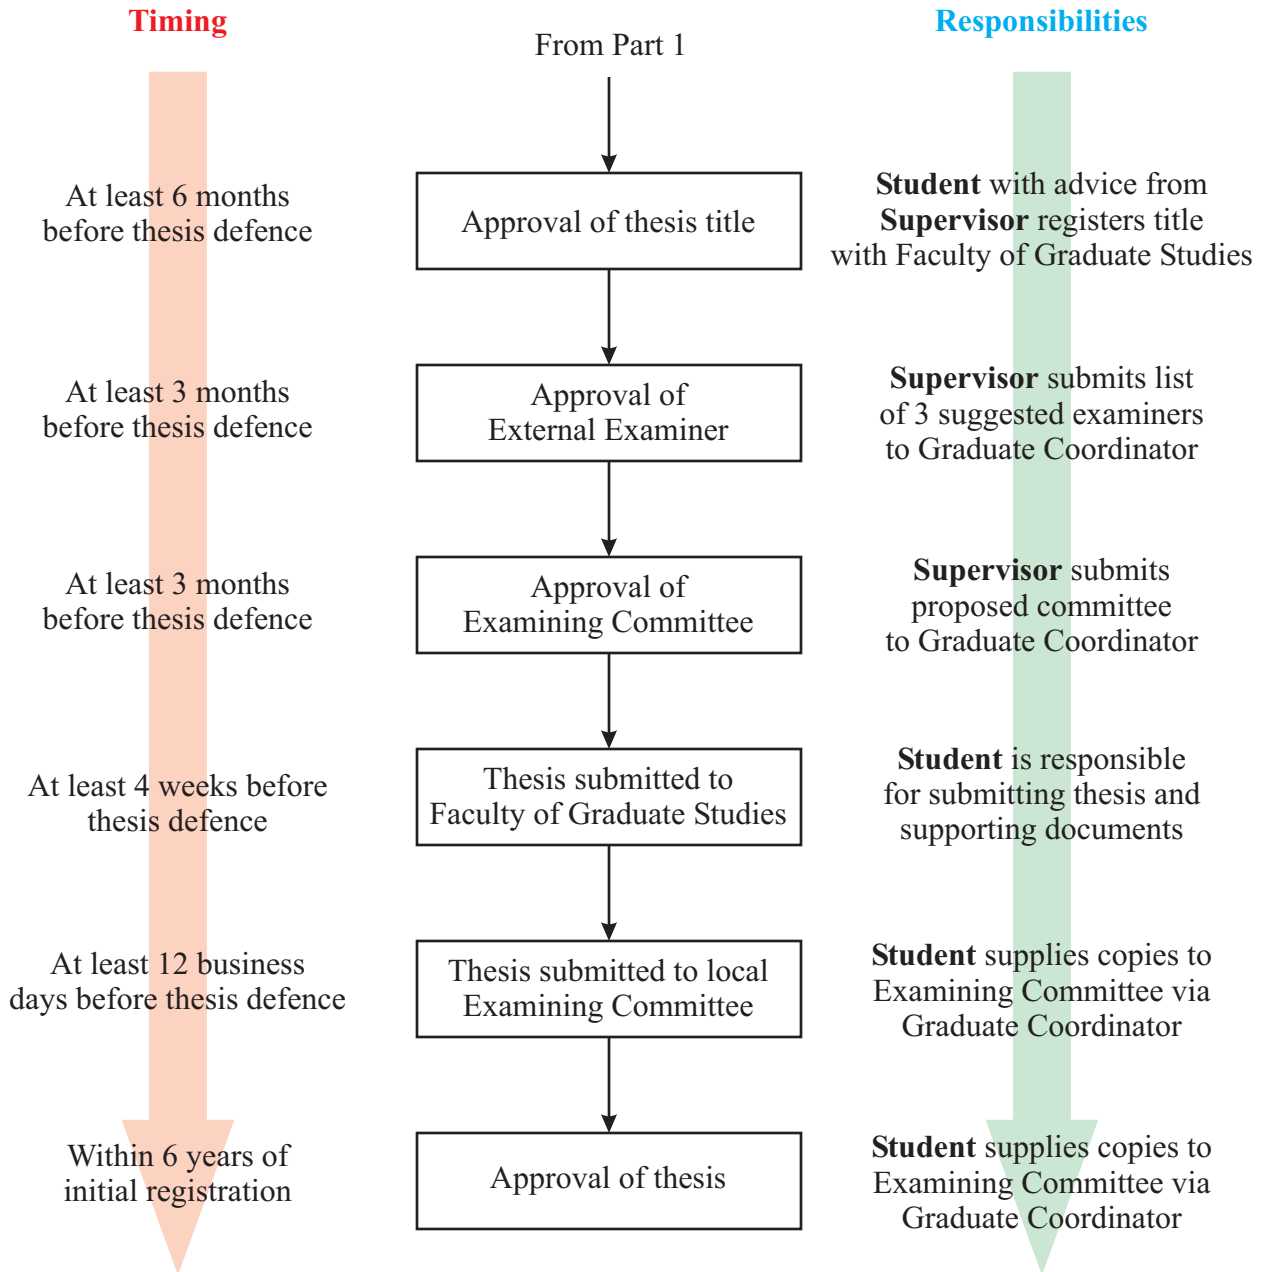 Timing
From Part 1
Responsibilities
At least 6 months
before thesis defence
Approval of thesis title
Student with advice from
Supervisor registers title
with Faculty of Graduate Studies
At least 3 months
before thesis defence
Approval of
External Examiner
Supervisor submits list
of 3 suggested examiners
to Graduate Coordinator
At least 3 months
before thesis defence
Approval of
Examining Committee
Supervisor submits
proposed committee
to Graduate Coordinator
At least 4 weeks before
thesis defence
Thesis submitted to
Faculty of Graduate Studies
Student is responsible
for submitting thesis and
supporting documents
At least 12 business
days before thesis defence
Thesis submitted to local
Examining Committee
Student supplies copies to
Examining Committee via
Graduate Coordinator
Within 6 years of
initial registration
Approval of thesis
Student supplies copies to
Examining Committee via
Graduate Coordinator